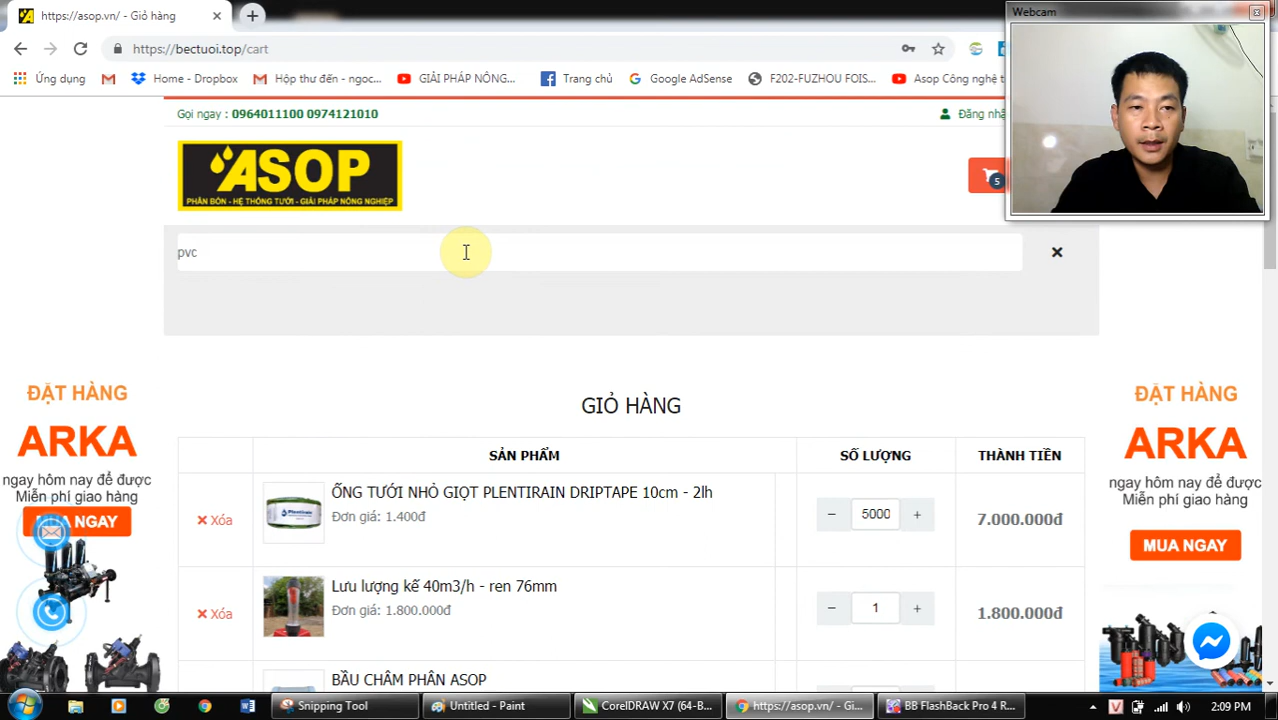 https://asop.vn/ - Giỏ hàng
Webcam
https://bectuoi.top/cart
Ứng dụng
Home - Dropbox
Hộp thư đến - ngoc...
GIẢI PHÁP NÔNG...
Trang chủ
Google AdSense
F202-FUZHOU FOIS...
Asop Công nghệ t
Gọi ngay : 0964011100 0974121010
Đăng nhậ
ASOP
PHÂN BÓN - HỆ THỐNG TƯỚI - GIẢI PHÁP NÔNG NGHIỆP
5
pvc
GIỎ HÀNG
SẢN PHẨM
SỐ LƯỢNG
THÀNH TIỀN
Xóa
Plentirain
ỐNG TƯỚI NHỎ GIỌT PLENTIRAIN DRIPTAPE 10cm - 2lh
Đơn giá: 1.400đ
− 5000 +
7.000.000đ
Xóa
Lưu lượng kế 40m3/h - ren 76mm
Đơn giá: 1.800.000đ
− 1 +
1.800.000đ
BẦU CHÂM PHÂN ASOP
ĐẶT HÀNG
ARKA
ngay hôm nay để được
Miễn phí giao hàng
MUA NGAY
ĐẶT HÀNG
ARKA
ngay hôm nay để được
Miễn phí giao hàng
MUA NGAY
Snipping Tool
Untitled - Paint
CorelDRAW X7 (64-B...
https://asop.vn/ - Gi...
BB FlashBack Pro 4 R...
V
2:09 PM